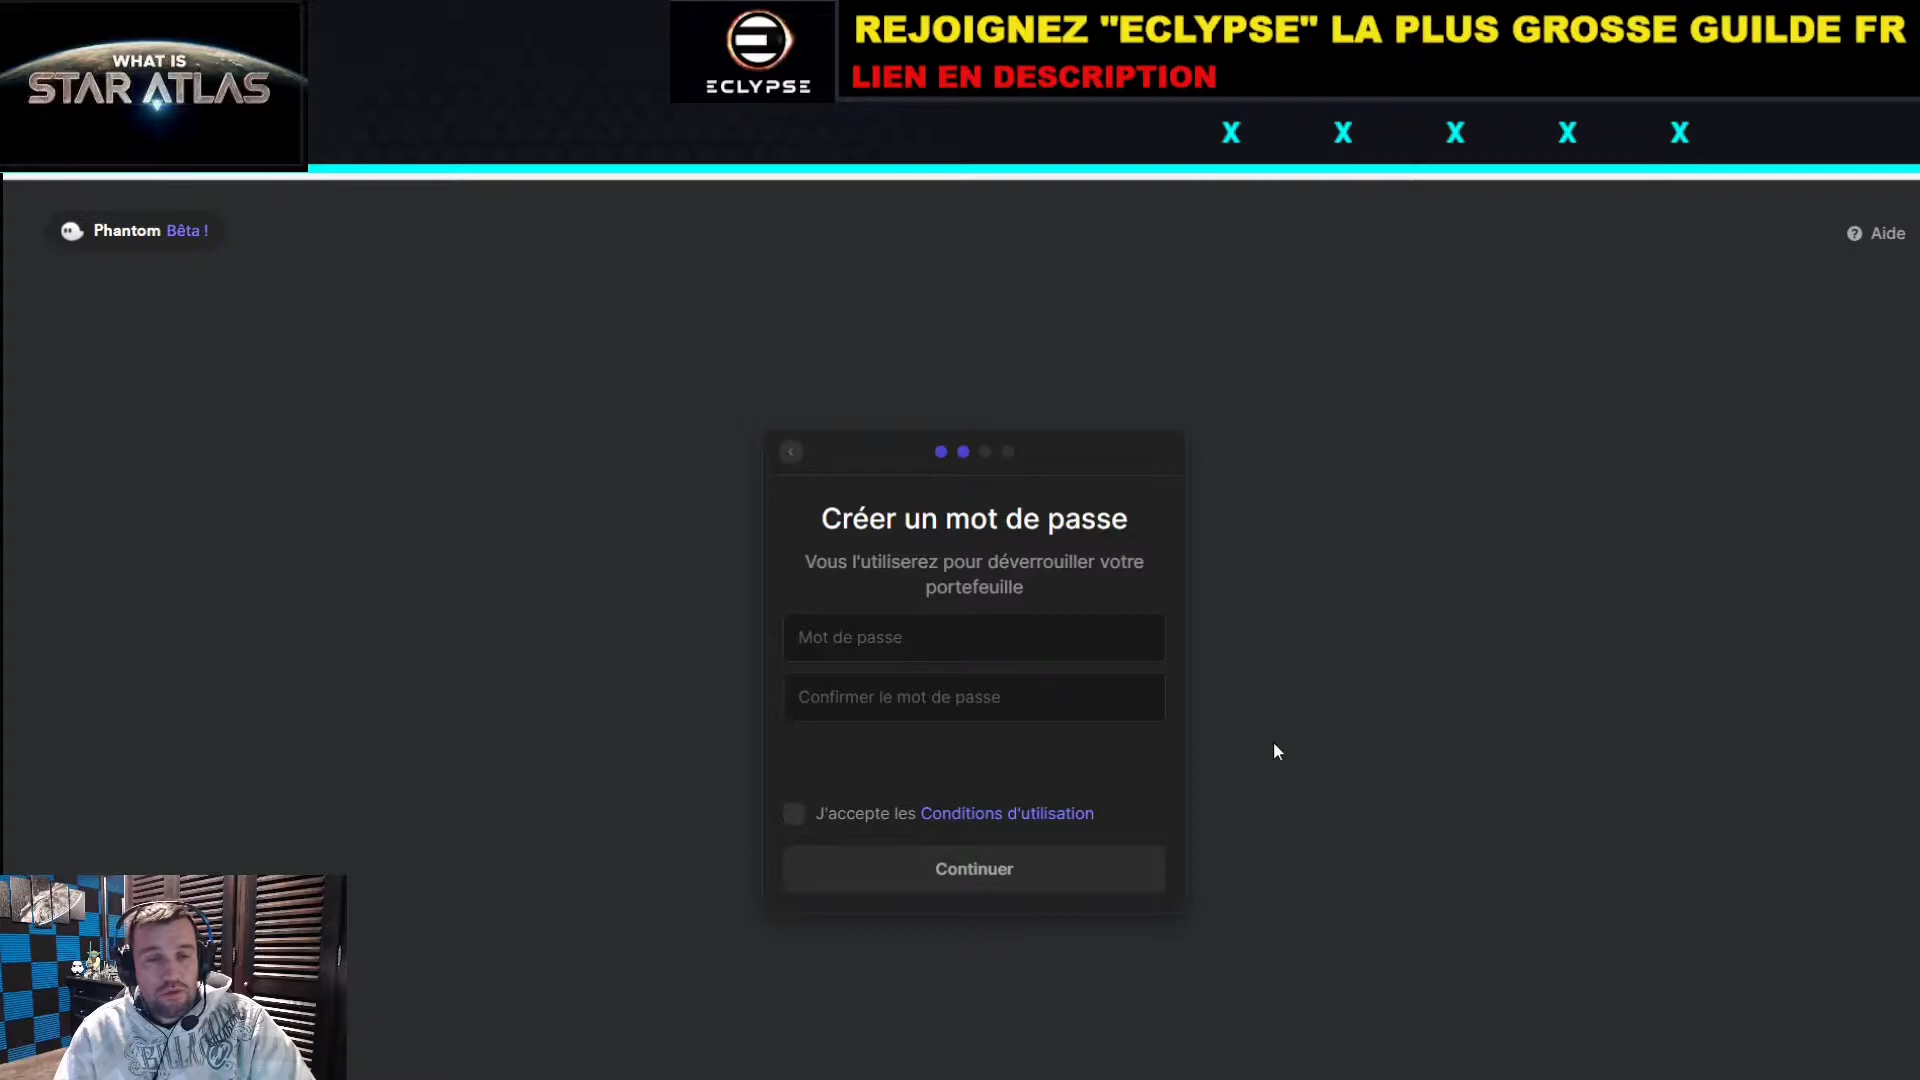 WHAT IS
STAR ATLAS
ECLYPSE
REJOIGNEZ "ECLYPSE" LA PLUS GROSSE GUILDE FR
LIEN EN DESCRIPTION
X X X X X
Phantom Bêta !
? Aide
Créer un mot de passe
Vous l'utiliserez pour déverrouiller votre
portefeuille
Mot de passe
Confirmer le mot de passe
J'accepte les Conditions d'utilisation
Continuer